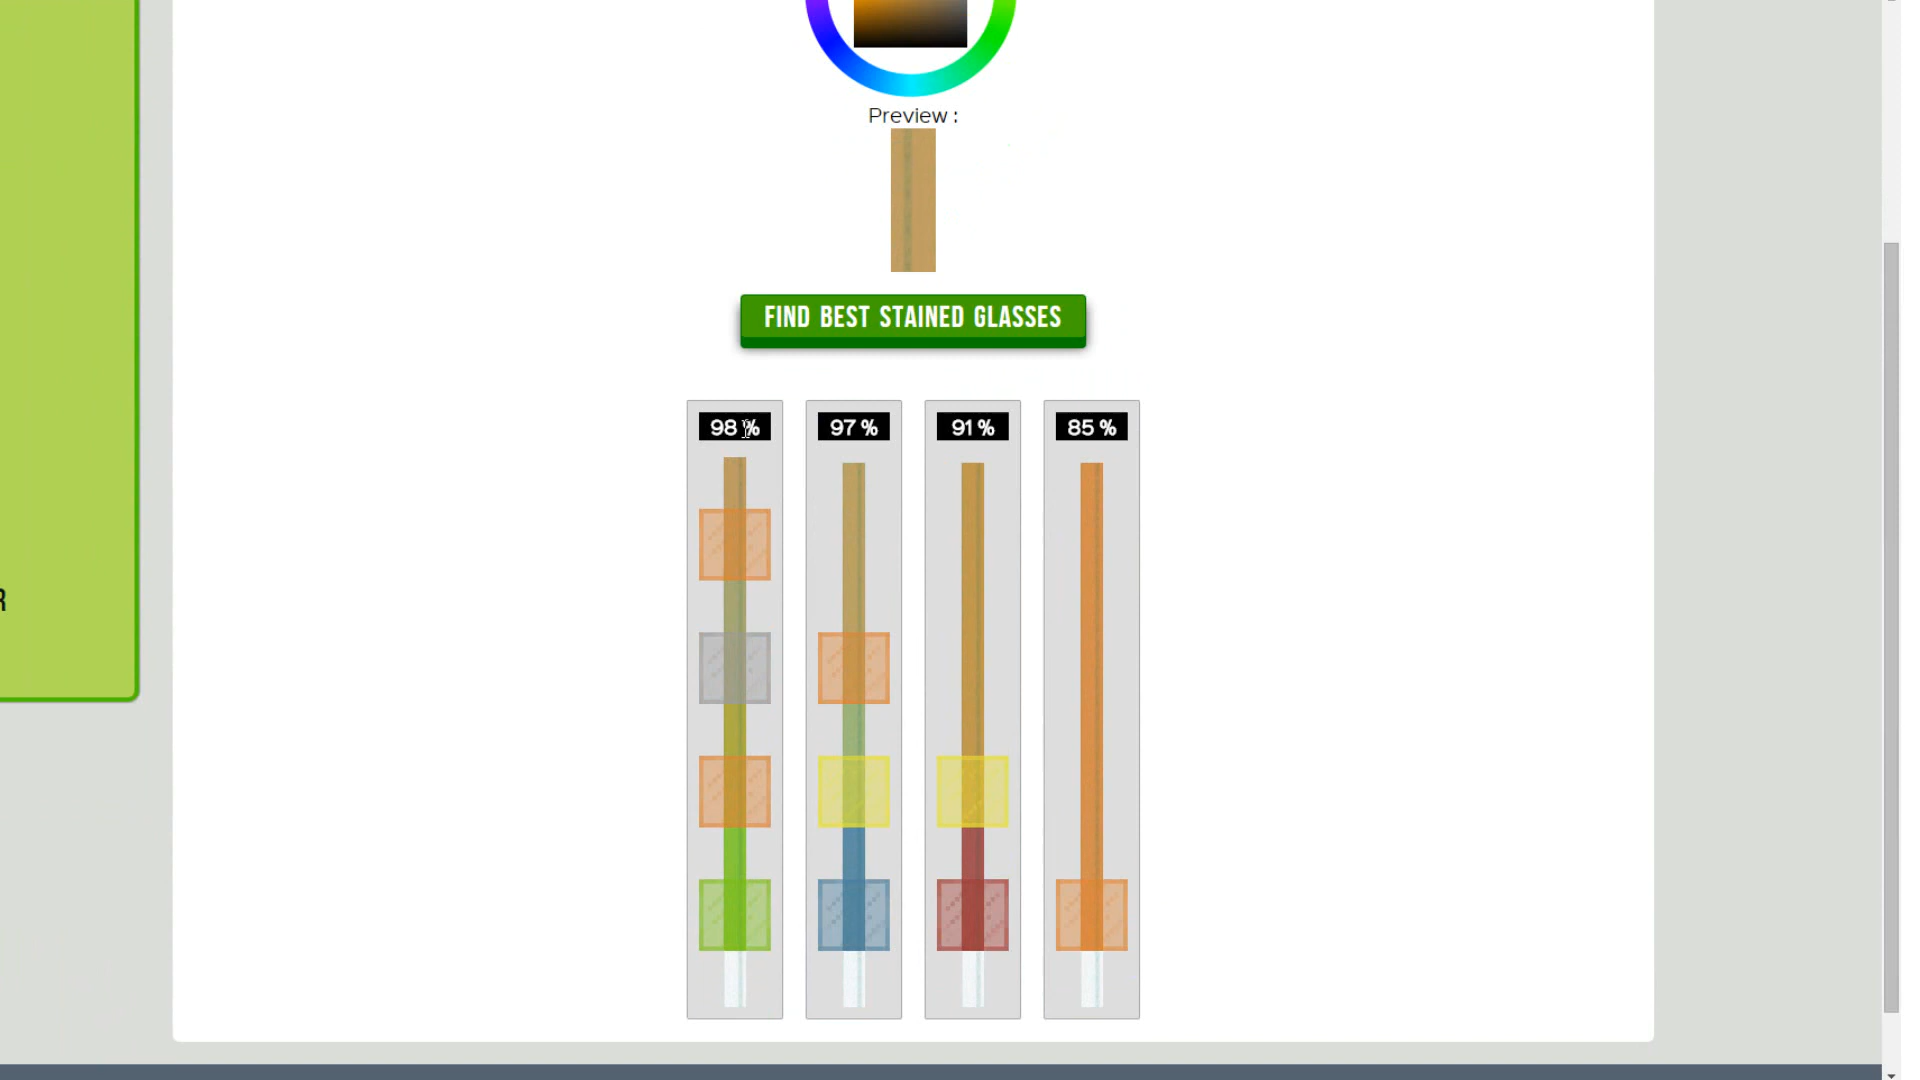 Preview :
FIND BEST STAINED GLASSES
98 %
97 %
91 %
85 %
R